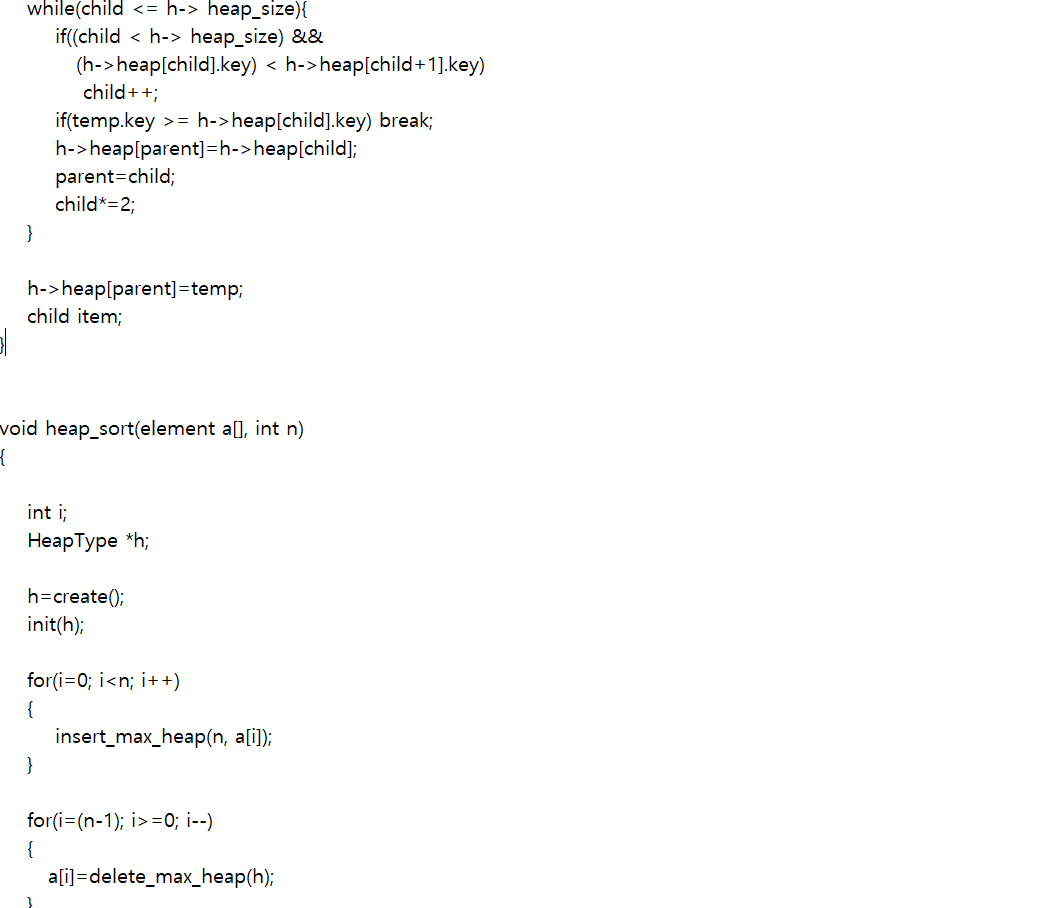 while(child <= h-> heap_size){
if((child < h-> heap_size) &&
(h->heap[child].key) < h->heap[child+1].key)
child++;
if(temp.key >= h->heap[child].key) break;
h->heap[parent]=h->heap[child];
parent=child;
child*=2;
}
h->heap[parent]=temp;
child item;
}
void heap_sort(element a[], int n)
{
int i;
HeapType *h;
h=create();
init(h);
for(i=0; i<n; i++)
{
insert_max_heap(n, a[i]);
}
for(i=(n-1); i>=0; i--)
{
a[i]=delete_max_heap(h);
}